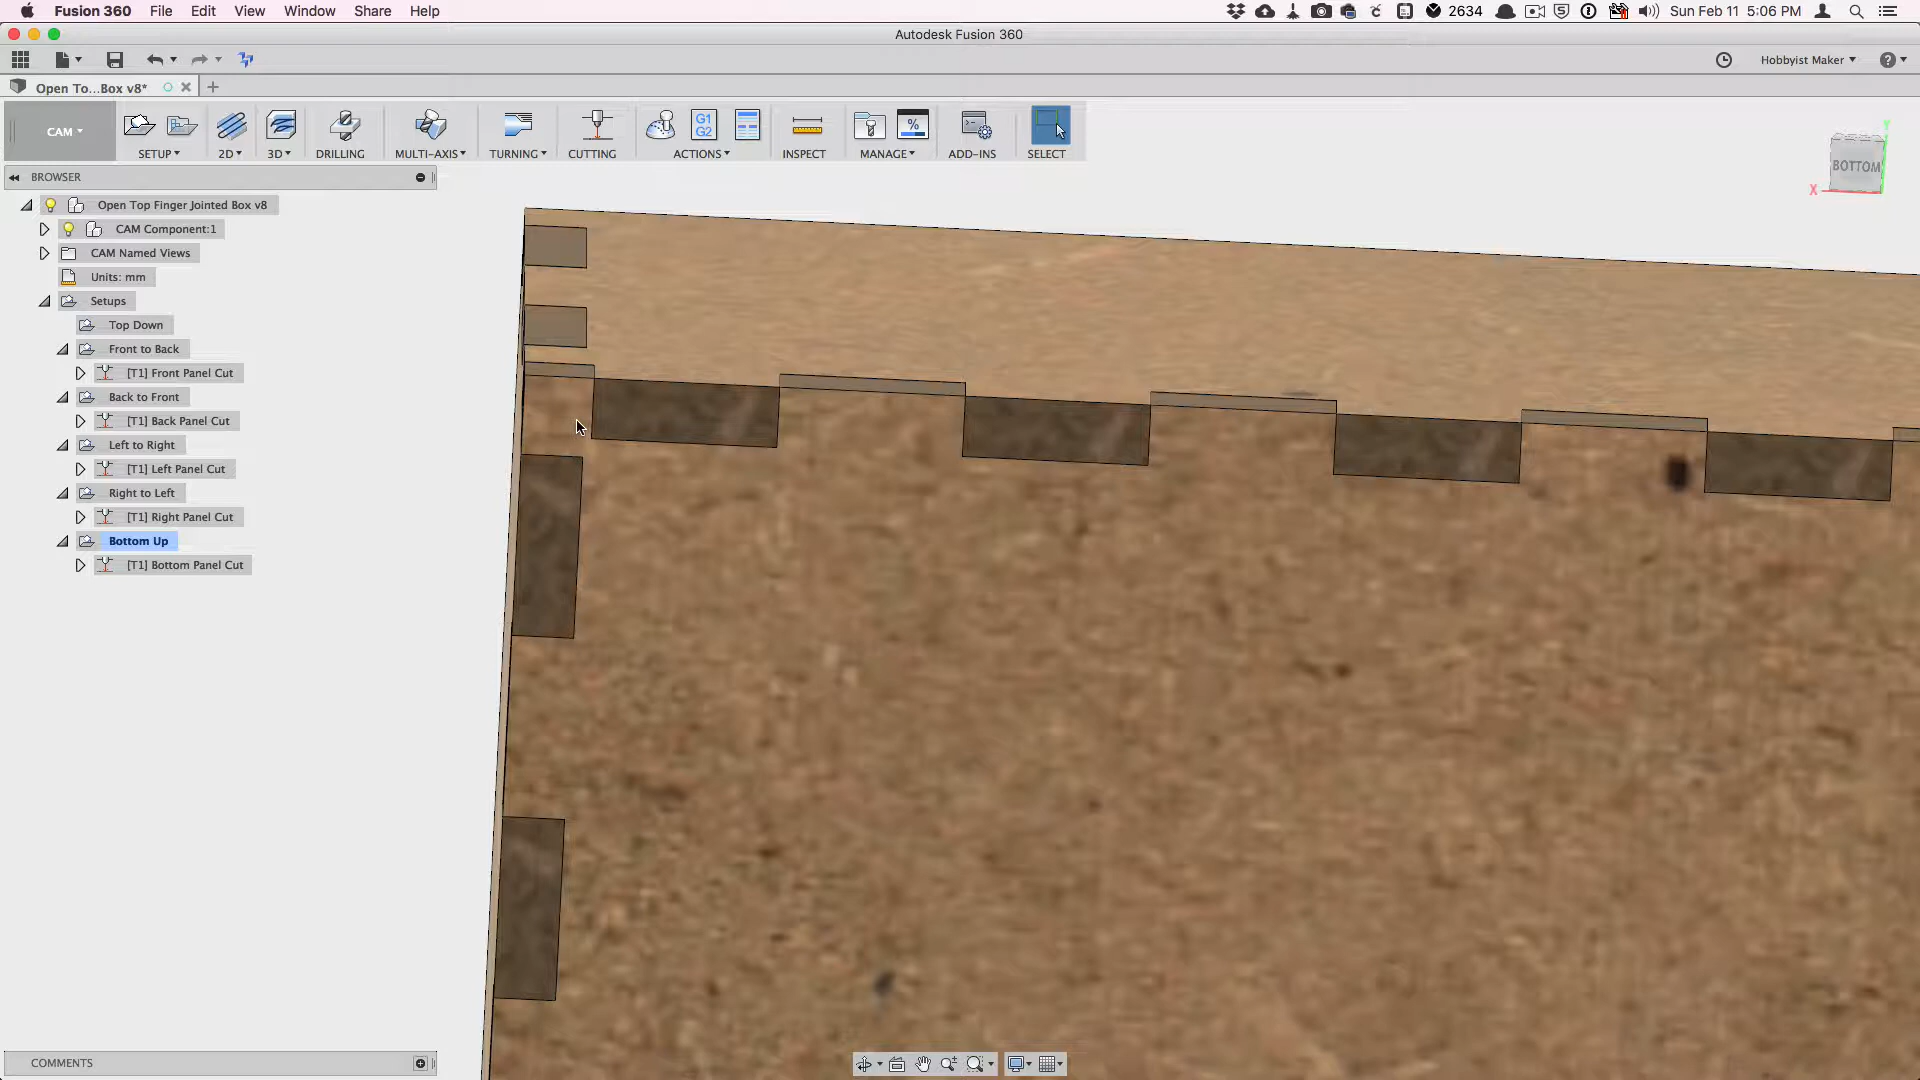 Fusion 360 File Edit View Window Share Help 2634 Sun Feb 11 5:06 PM
Autodesk Fusion 360
Hobbyist Maker
Open To...Box v8*
CAM
G1 G2
%
SETUP 2D 3D DRILLING MULTI-AXIS TURNING CUTTING ACTIONS INSPECT MANAGE ADD-INS SELECT
Y
BOTTOM
X
BROWSER
Open Top Finger Jointed Box v8
CAM Component:1
CAM Named Views
Units: mm
Setups
Top Down
Front to Back
[T1] Front Panel Cut
Back to Front
[T1] Back Panel Cut
Left to Right
[T1] Left Panel Cut
Right to Left
[T1] Right Panel Cut
Bottom Up
[T1] Bottom Panel Cut
COMMENTS